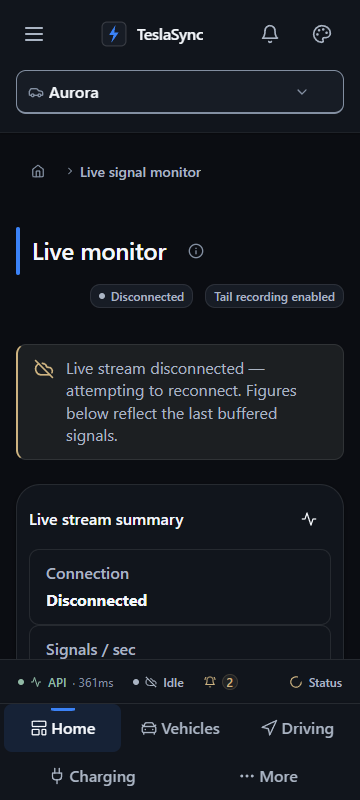 TeslaSync
Aurora
Live signal monitor
Live monitor
Disconnected
Tail recording enabled
Live stream disconnected —
attempting to reconnect. Figures
below reflect the last buffered
signals.
Live stream summary
Connection
Disconnected
Signals / sec
API · 361ms
Idle
2
Status
Home
Vehicles
Driving
Charging
More